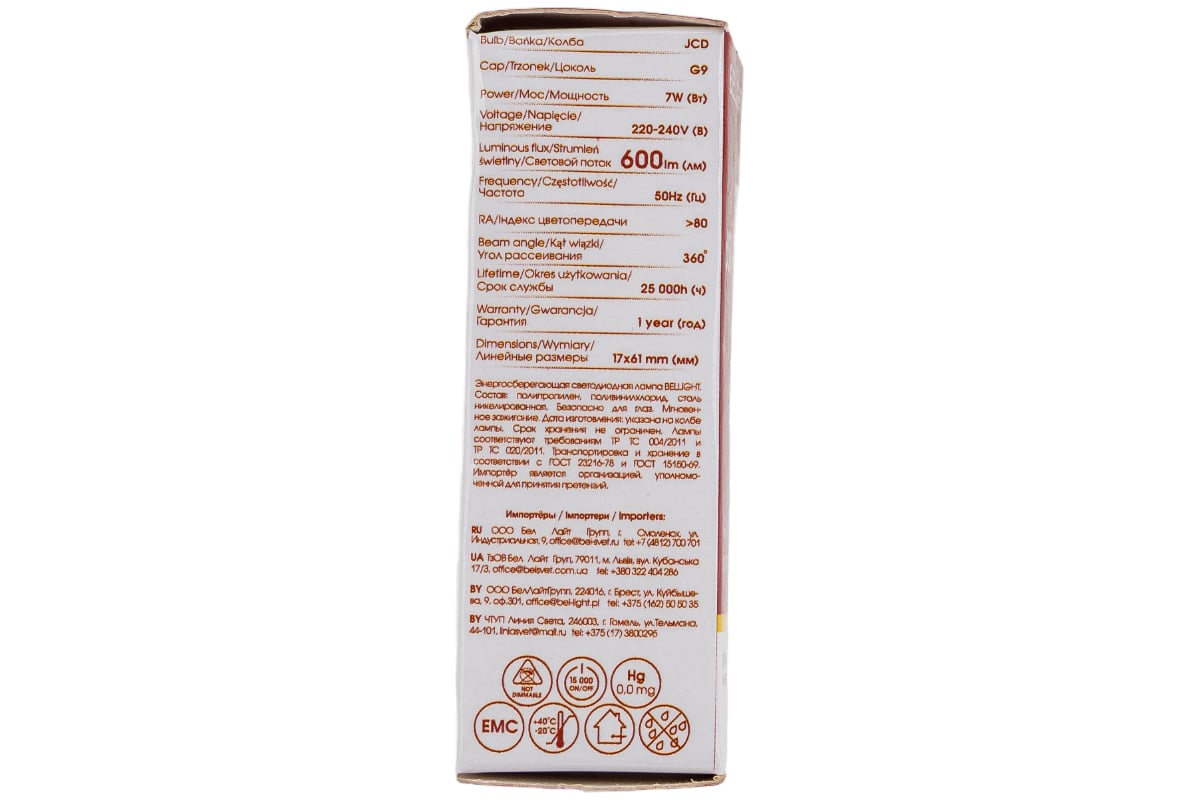 Bulb/Bańka/Колба JCD
Cap/Trzonek/Цоколь G9
Power/Moc/Мощность 7W (Вт)
Voltage/Napięcie/
Напряжение 220-240V (В)
Luminous flux/Strumień
świetlny/Световой поток 600lm (лм)
Frequency/Częstotliwość/
Частота 50Hz (Гц)
RA/Індекс цветопередачи >80
Beam angle/Kąt wiązki/
Угол рассеивания 360°
Lifetime/Okres użytkowania/
Срок службы 25 000h (ч)
Warranty/Gwarancja/
Гарантия 1 year (год)
Dimensions/Wymiary/
Линейные размеры 17x61 mm (мм)
Энергосберегающая светодиодная лампа BELLIGHT.
Состав: полипропилен, поливинилхлорид, сталь
никелированная. Безопасно для глаз. Мгновен-
ное зажигание. Дата изготовления: указана на колбе
лампы. Срок хранения не ограничен. Лампы
соответствуют требованиям ТР ТС 004/2011 и
ТР ТС 020/2011. Транспортировка и хранение в
соответствии с ГОСТ 23216-78 и ГОСТ 15150-69.
Импортёр является организацией, уполномо-
ченной для принятия претензий.
Импортёры / Імпортери / Importers:
RU ООО Бел Лайт Групп, г. Смоленск, ул.
Индустриальная, 9, office@bel-svet.ru tel: +7 (4812) 700 701
UA ТзОВ Бел Лайт Груп, 79011, м. Львів, вул. Кубанська
17/3, office@belsvet.com.ua tel: +380 322 404 286
BY ООО БелЛайтГрупп, 224016, г. Брест, ул. Куйбыше-
ва, 9, оф.301, office@bel-light.pl tel: +375 (162) 50 50 35
BY ЧТУП Линия Света, 246003, г. Гомель, ул.Тельмана,
44-101, liniasvet@mail.ru tel: +375 (17) 3800296
NOT
DIMMABLE
15 000
ON/OFF
Hg
0,0 mg
EMC
+40°C
-20°C